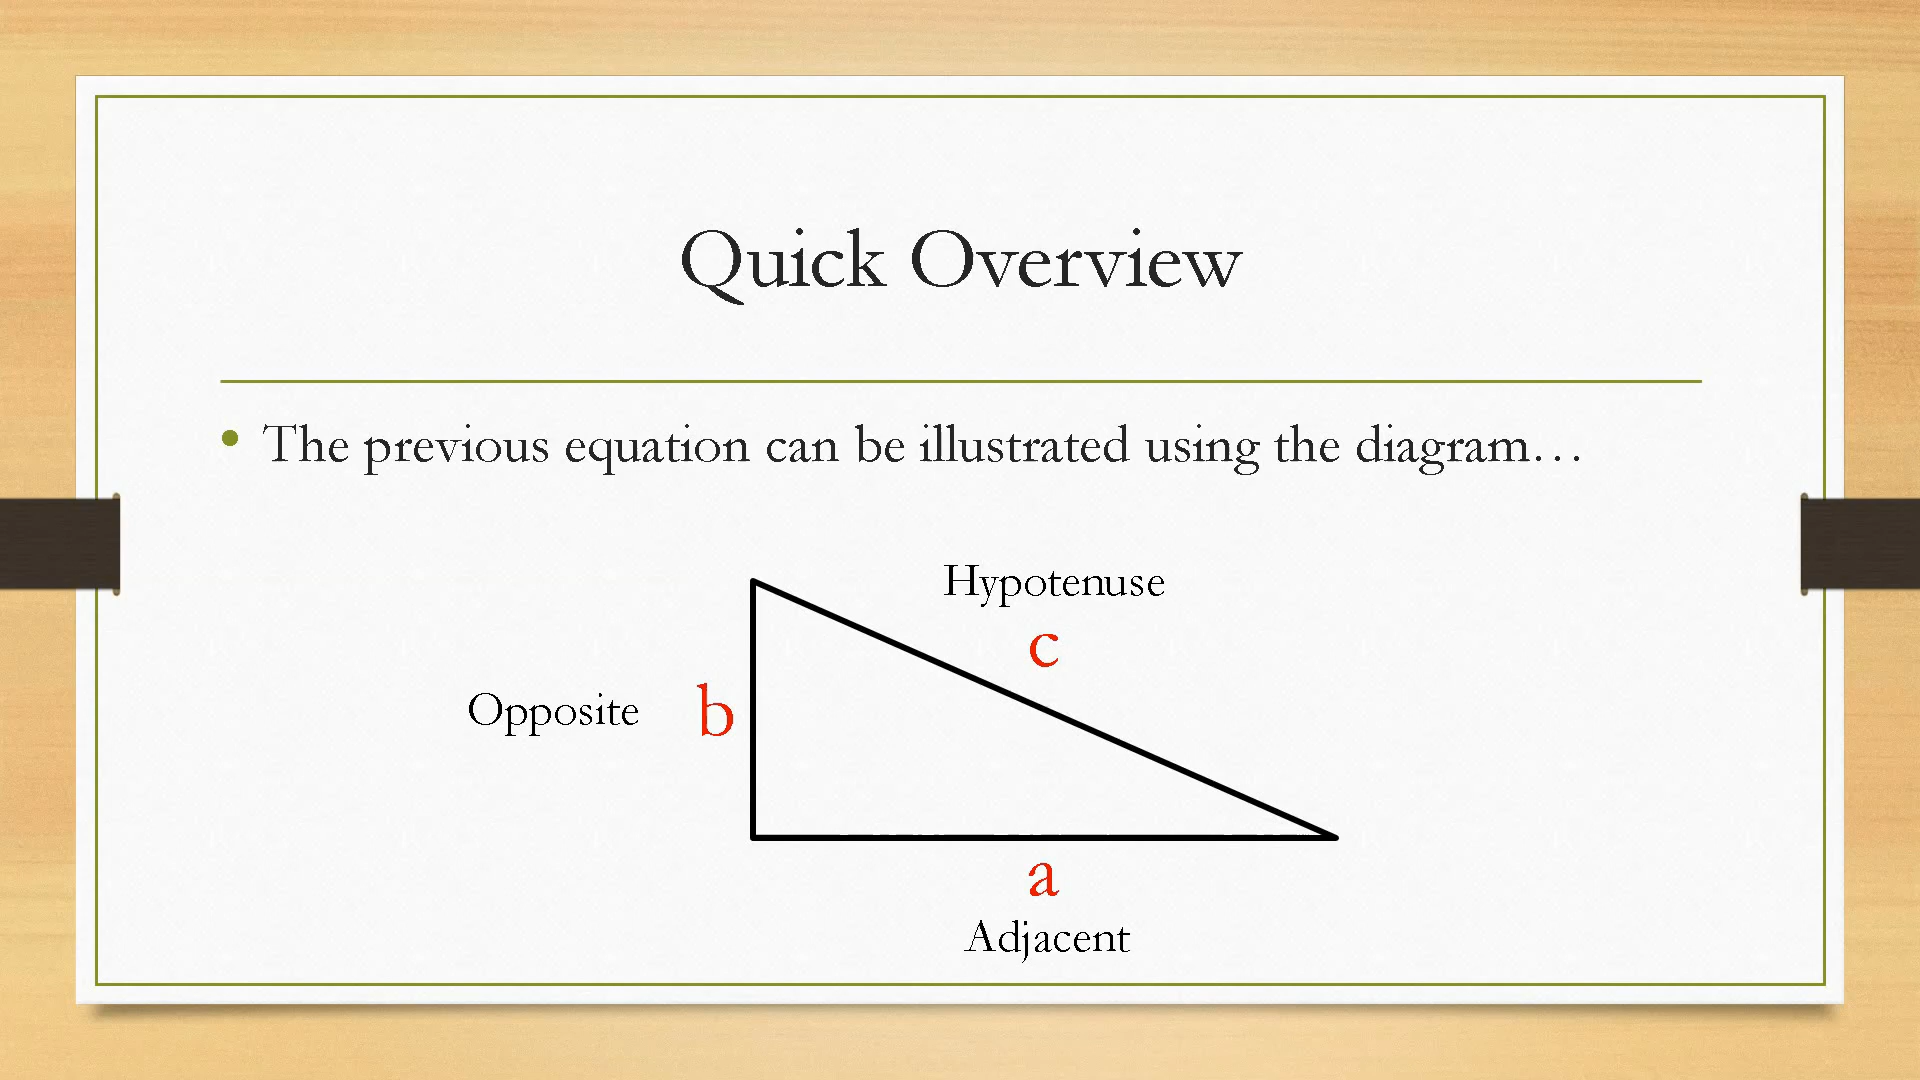 Quick Overview
• The previous equation can be illustrated using the diagram…
Hypotenuse
c
Opposite b
a
Adjacent